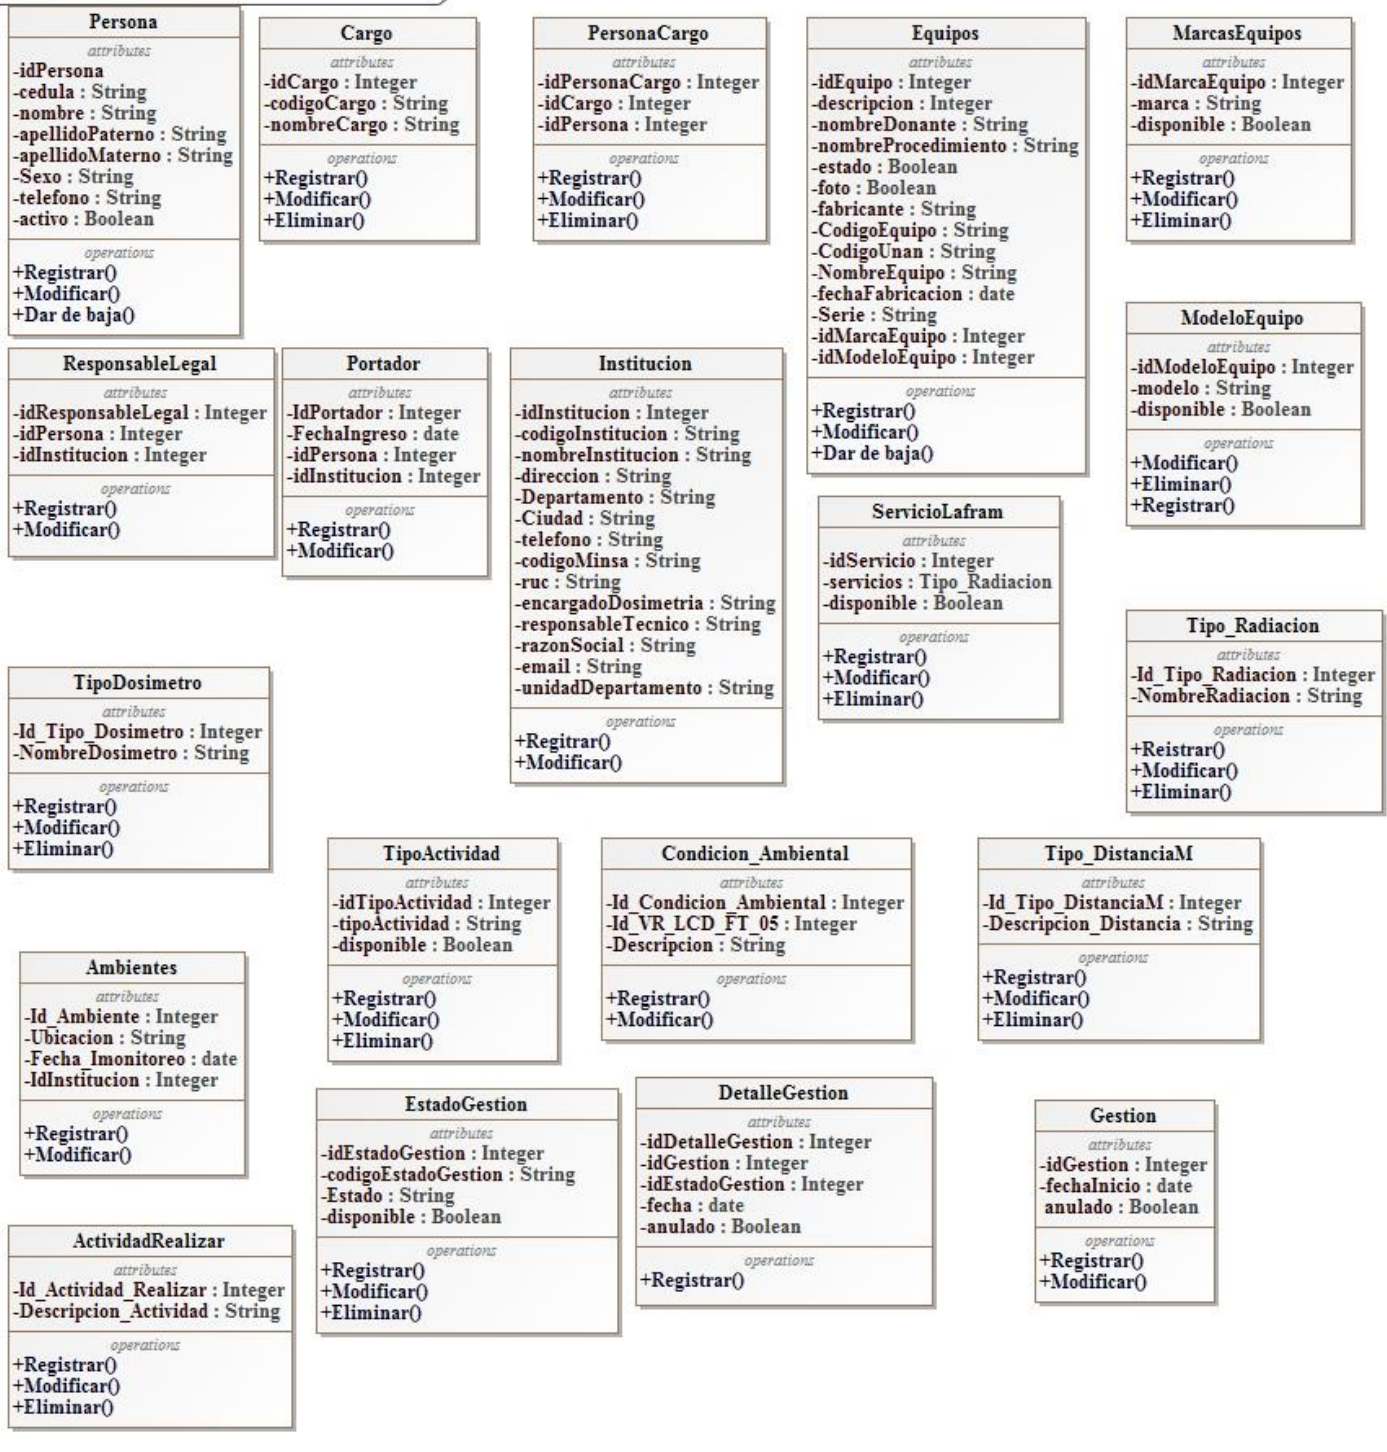 Persona
attributes
-idPersona
-cedula : String
-nombre : String
-apellidoPaterno : String
-apellidoMaterno : String
-Sexo : String
-telefono : String
-activo : Boolean
operations
+Registrar()
+Modificar()
+Dar de baja()
Cargo
attributes
-idCargo : Integer
-codigoCargo : String
-nombreCargo : String
operations
+Registrar()
+Modificar()
+Eliminar()
PersonaCargo
attributes
-idPersonaCargo : Integer
-idCargo : Integer
-idPersona : Integer
operations
+Registrar()
+Modificar()
+Eliminar()
Equipos
attributes
-idEquipo : Integer
-descripcion : Integer
-nombreDonante : String
-nombreProcedimiento : String
-estado : Boolean
-foto : Boolean
-fabricante : String
-CodigoEquipo : String
-CodigoUnan : String
-NombreEquipo : String
-fechaFabricacion : date
-Serie : String
-idMarcaEquipo : Integer
-idModeloEquipo : Integer
operations
+Registrar()
+Modificar()
+Dar de baja()
MarcasEquipos
attributes
-idMarcaEquipo : Integer
-marca : String
-disponible : Boolean
operations
+Registrar()
+Modificar()
+Eliminar()
ModeloEquipo
attributes
-idModeloEquipo : Integer
-modelo : String
-disponible : Boolean
operations
+Modificar()
+Eliminar()
+Registrar()
ResponsableLegal
attributes
-idResponsableLegal : Integer
-idPersona : Integer
-idInstitucion : Integer
operations
+Registrar()
+Modificar()
Portador
attributes
-IdPortador : Integer
-FechaIngreso : date
-idPersona : Integer
-idInstitucion : Integer
operations
+Registrar()
+Modificar()
Institucion
attributes
-idInstitucion : Integer
-codigoInstitucion : String
-nombreInstitucion : String
-direccion : String
-Departamento : String
-Ciudad : String
-telefono : String
-codigoMinsa : String
-ruc : String
-encargadoDosimetria : String
-responsableTecnico : String
-razonSocial : String
-email : String
-unidadDepartamento : String
operations
+Regitrar()
+Modificar()
ServicioLafram
attributes
-idServicio : Integer
-servicios : Tipo_Radiacion
-disponible : Boolean
operations
+Registrar()
+Modificar()
+Eliminar()
Tipo_Radiacion
attributes
-Id_Tipo_Radiacion : Integer
-NombreRadiacion : String
operations
+Reistrar()
+Modificar()
+Eliminar()
TipoDosimetro
attributes
-Id_Tipo_Dosimetro : Integer
-NombreDosimetro : String
operations
+Registrar()
+Modificar()
+Eliminar()
TipoActividad
attributes
-idTipoActividad : Integer
-tipoActividad : String
-disponible : Boolean
operations
+Registrar()
+Modificar()
+Eliminar()
Condicion_Ambiental
attributes
-Id_Condicion_Ambiental : Integer
-Id_VR_LCD_FT_05 : Integer
-Descripcion : String
operations
+Registrar()
+Modificar()
Tipo_DistanciaM
attributes
-Id_Tipo_DistanciaM : Integer
-Descripcion_Distancia : String
operations
+Registrar()
+Modificar()
+Eliminar()
Ambientes
attributes
-Id_Ambiente : Integer
-Ubicacion : String
-Fecha_Imonitoreo : date
-IdInstitucion : Integer
operations
+Registrar()
+Modificar()
EstadoGestion
attributes
-idEstadoGestion : Integer
-codigoEstadoGestion : String
-Estado : String
-disponible : Boolean
operations
+Registrar()
+Modificar()
+Eliminar()
DetalleGestion
attributes
-idDetalleGestion : Integer
-idGestion : Integer
-idEstadoGestion : Integer
-fecha : date
-anulado : Boolean
operations
+Registrar()
Gestion
attributes
-idGestion : Integer
-fechaInicio : date
anulado : Boolean
operations
+Registrar()
+Modificar()
ActividadRealizar
attributes
-Id_Actividad_Realizar : Integer
-Descripcion_Actividad : String
operations
+Registrar()
+Modificar()
+Eliminar()